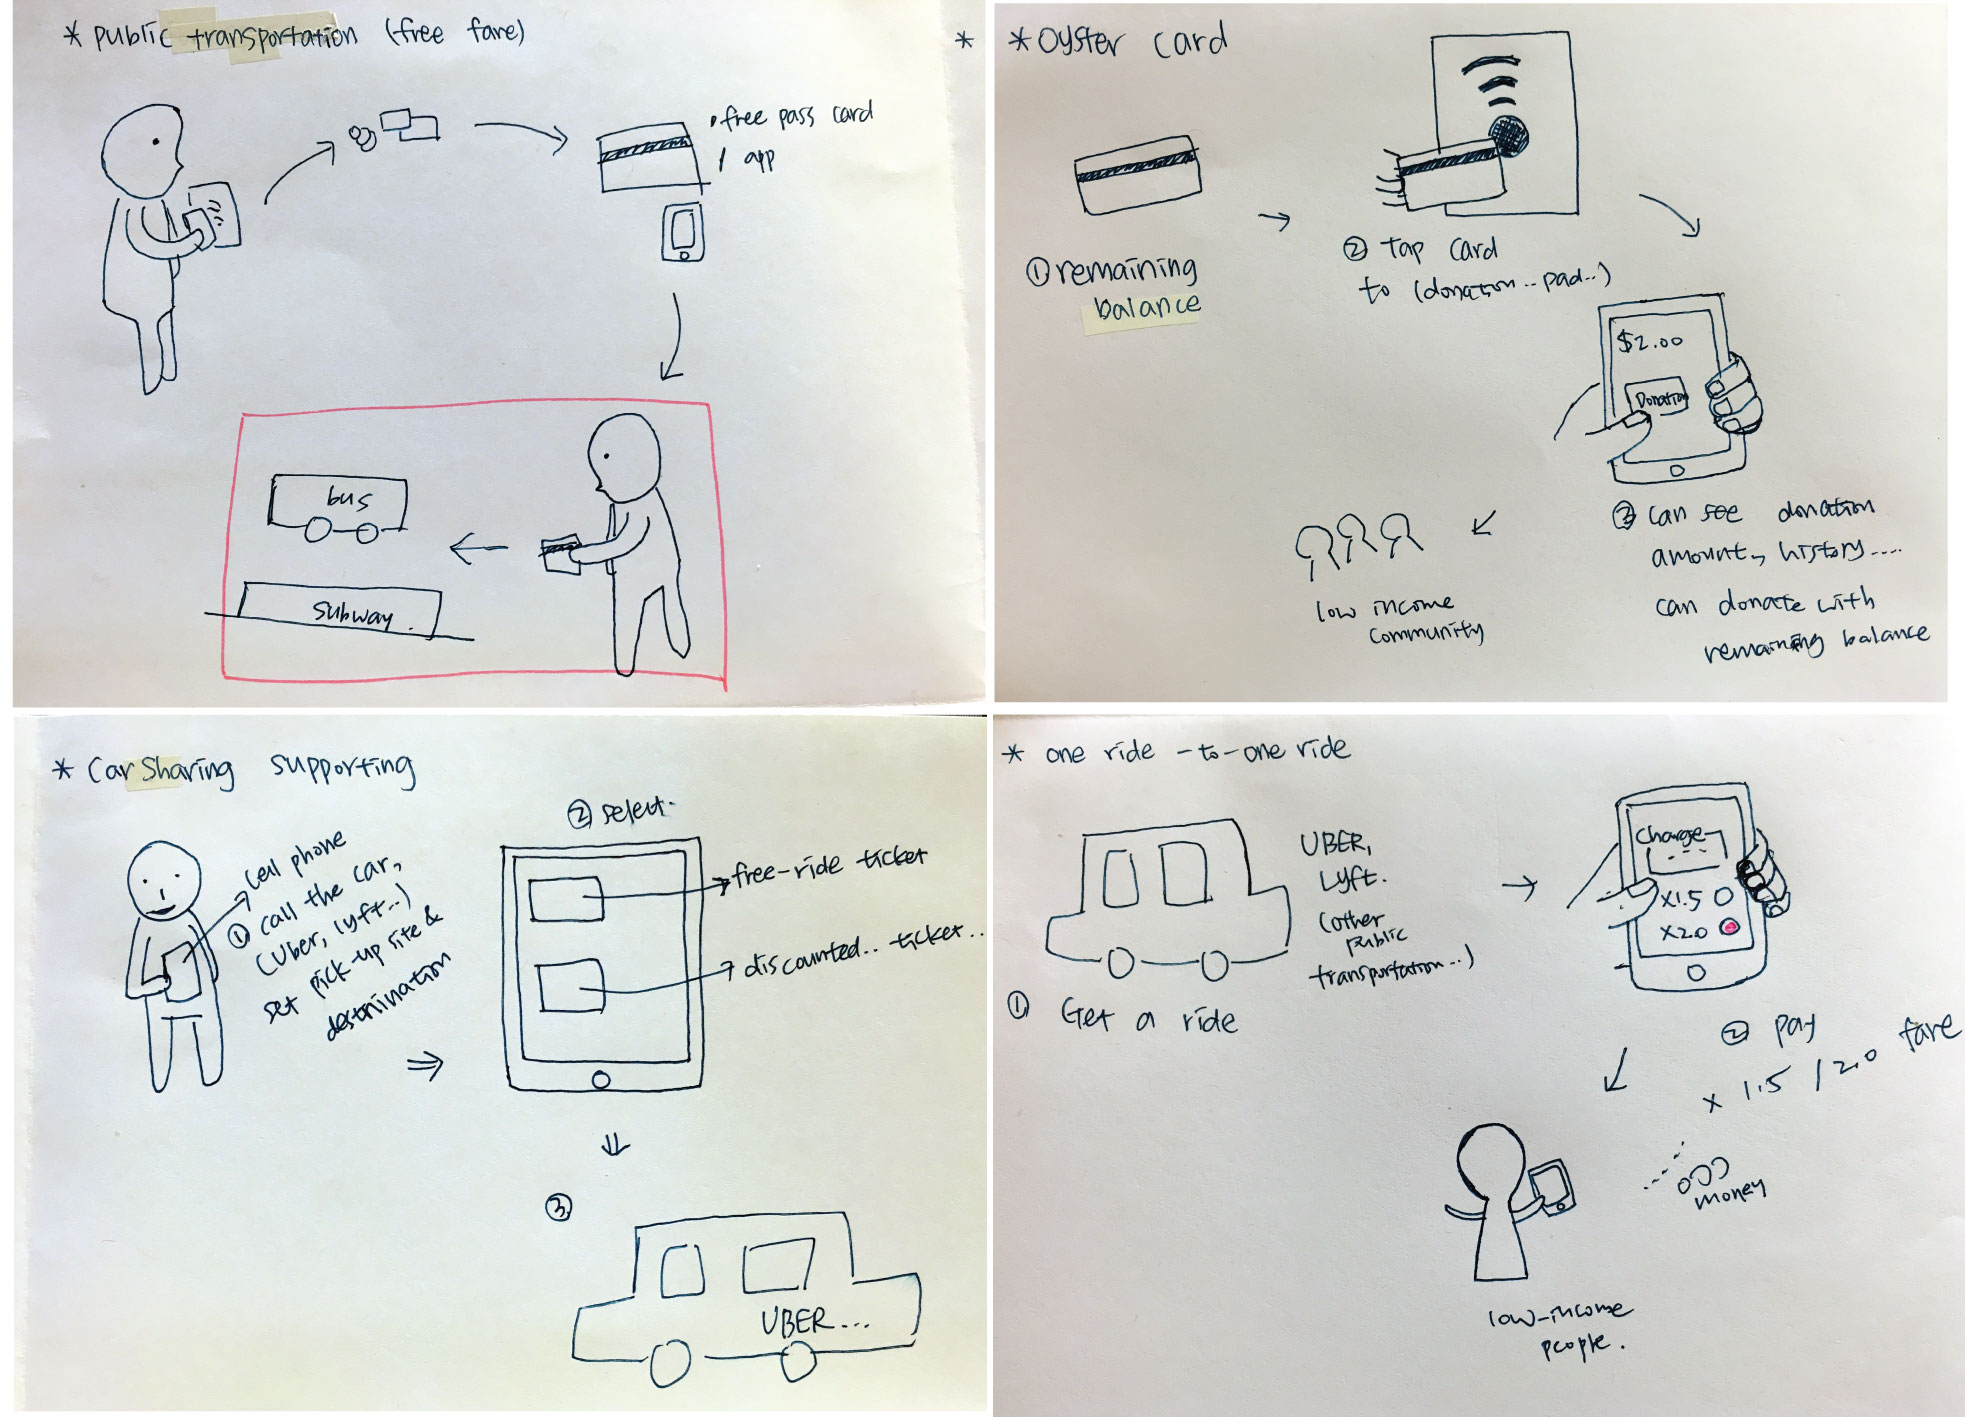 * public transportation (free fare)
• free pass card
/ app
bus
subway.
*
* Oyster card
① remaining
balance
② Tap card
to (donation .. pad..)
$2.00
Donation
③ can see donation
amount, history....
can donate with
remaining balance
low income
community
* Car Sharing supporting
cell phone
① call the car,
(Uber, lyft..)
set pick-up site &
destnination
② select.
free-ride ticket
discounted.. ticket..
③
UBER...
* one ride -to- one ride
UBER,
Lyft.
(other
public
transportation..)
① Get a ride
Charge
x1.5
x2.0
② pay
x 1.5 / 2.0 fare
money
low-income
people.